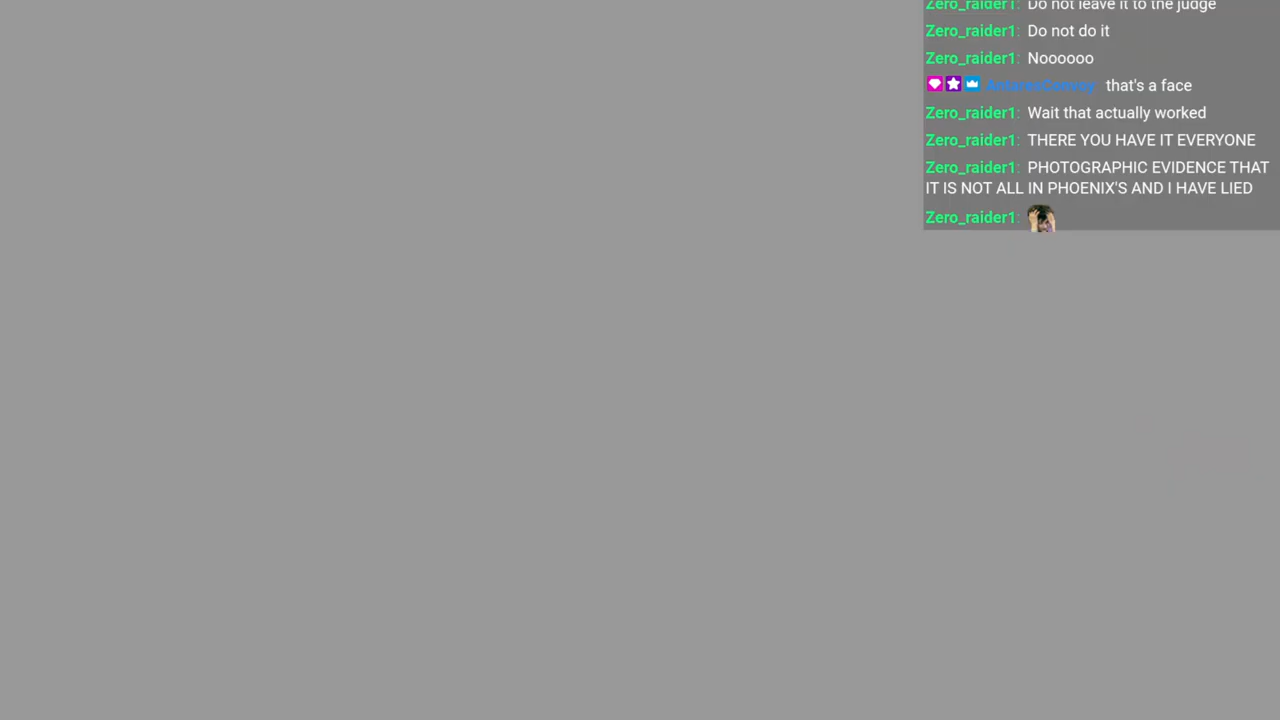 Zero_raider1: Do not leave it to the judge
Zero_raider1: Do not do it
Zero_raider1: Noooooo
AntaresConvoy that's a face
Zero_raider1: Wait that actually worked
Zero_raider1: THERE YOU HAVE IT EVERYONE
Zero_raider1: PHOTOGRAPHIC EVIDENCE THAT
IT IS NOT ALL IN PHOENIX'S AND I HAVE LIED
Zero_raider1: